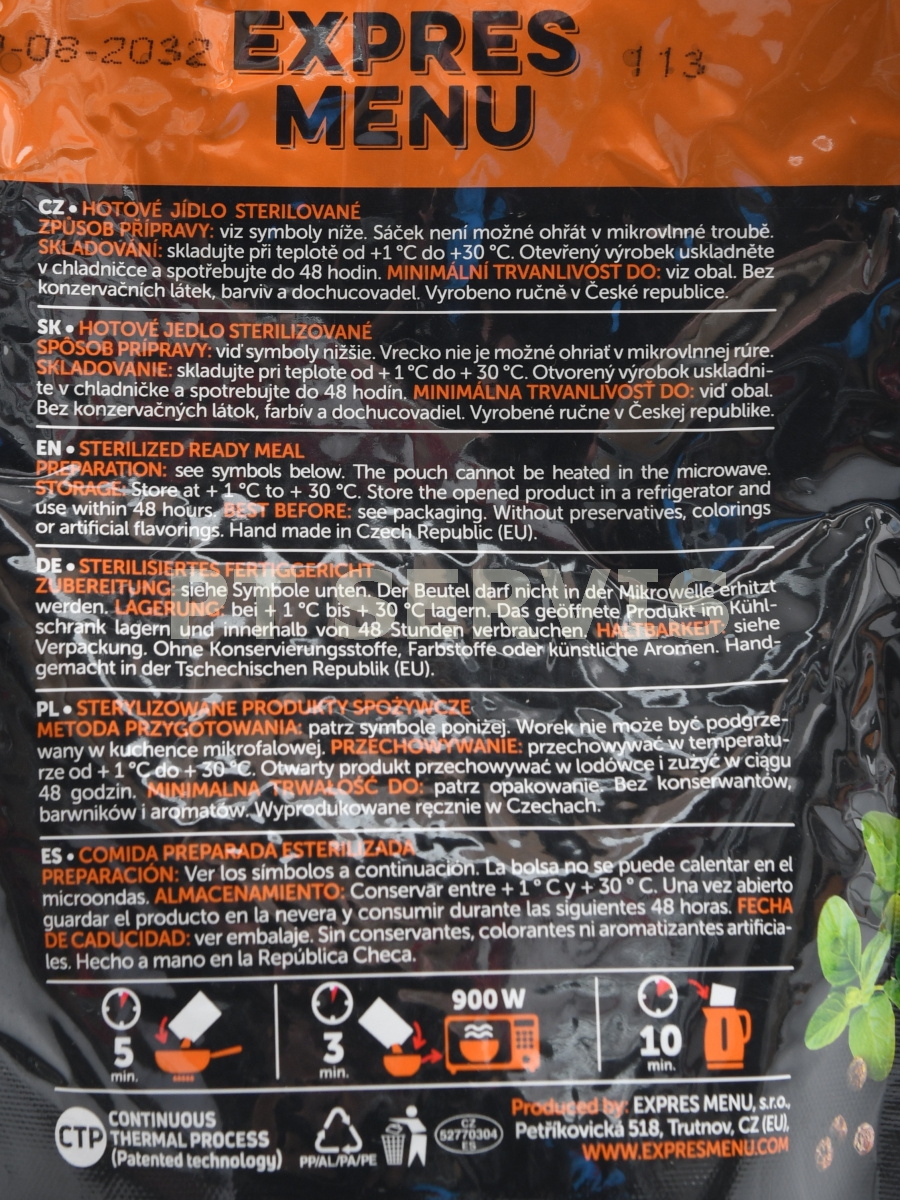 -08-2032
EXPRES
MENU
113
CZ • HOTOVÉ JÍDLO STERILOVANÉ
ZPŮSOB PŘÍPRAVY: viz symboly níže. Sáček není možné ohřát v mikrovlnné troubě.
SKLADOVÁNÍ: skladujte při teplotě od +1 °C do +30 °C. Otevřený výrobek uskladněte
v chladničce a spotřebujte do 48 hodin. MINIMÁLNÍ TRVANLIVOST DO: viz obal. Bez
konzervačních látek, barviv a dochucovadel. Vyrobeno ručně v České republice.
SK • HOTOVÉ JEDLO STERILIZOVANÉ
SPÔSOB PRÍPRAVY: viď symboly nižšie. Vrecko nie je možné ohriať v mikrovlnnej rúre.
SKLADOVANIE: skladujte pri teplote od + 1 °C do + 30 °C. Otvorený výrobok uskladni-
te v chladničke a spotrebujte do 48 hodín. MINIMÁLNA TRVANLIVOSŤ DO: viď obal.
Bez konzervačných látok, farbív a dochucovadiel. Vyrobené ručne v Českej republike.
EN • STERILIZED READY MEAL
PREPARATION: see symbols below. The pouch cannot be heated in the microwave.
STORAGE: Store at + 1 °C to + 30 °C. Store the opened product in a refrigerator and
use within 48 hours. BEST BEFORE: see packaging. Without preservatives, colorings
or artificial flavorings. Hand made in Czech Republic (EU).
DE • STERILISIERTES FERTIGGERICHT
ZUBEREITUNG: siehe Symbole unten. Der Beutel darf nicht in der Mikrowelle erhitzt
werden. LAGERUNG: bei + 1 °C bis + 30 °C lagern. Das geöffnete Produkt im Kühl-
schrank lagern und innerhalb von 48 Stunden verbrauchen. HALTBARKEIT: siehe
Verpackung. Ohne Konservierungsstoffe, Farbstoffe oder künstliche Aromen. Hand-
gemacht in der Tschechischen Republik (EU).
PT SERVIS
PL • STERYLIZOWANE PRODUKTY SPOŻYWCZE
METODA PRZYGOTOWANIA: patrz symbole poniżej. Worek nie może być podgrze-
wany w kuchence mikrofalowej. PRZECHOWYWANIE: przechowywać w temperatu-
rze od + 1 °C do + 30 °C. Otwarty produkt przechowywać w lodówce i zużyć w ciągu
48 godzin. MINIMALNA TRWAŁOŚĆ DO: patrz opakowanie. Bez konserwantów,
barwników i aromatów. Wyprodukowane ręcznie w Czechach.
ES • COMIDA PREPARADA ESTERILIZADA
PREPARACIÓN: Ver los símbolos a continuación. La bolsa no se puede calentar en el
microondas. ALMACENAMIENTO: Conservar entre + 1 ° C y + 30 ° C. Una vez abierto
guardar el producto en la nevera y consumir durante las siguientes 48 horas. FECHA
DE CADUCIDAD: ver embalaje. Sin conservantes, colorantes ni aromatizantes artificia-
les. Hecho a mano en la República Checa.
5
min.
3
min.
900 W
10
min.
CTP
CONTINUOUS
THERMAL PROCESS
(Patented technology)
PP/AL/PA/PE
CZ
52770304
ES
Produced by: EXPRES MENU, s.r.o.,
Petříkovická 518, Trutnov, CZ (EU),
WWW.EXPRESMENU.COM